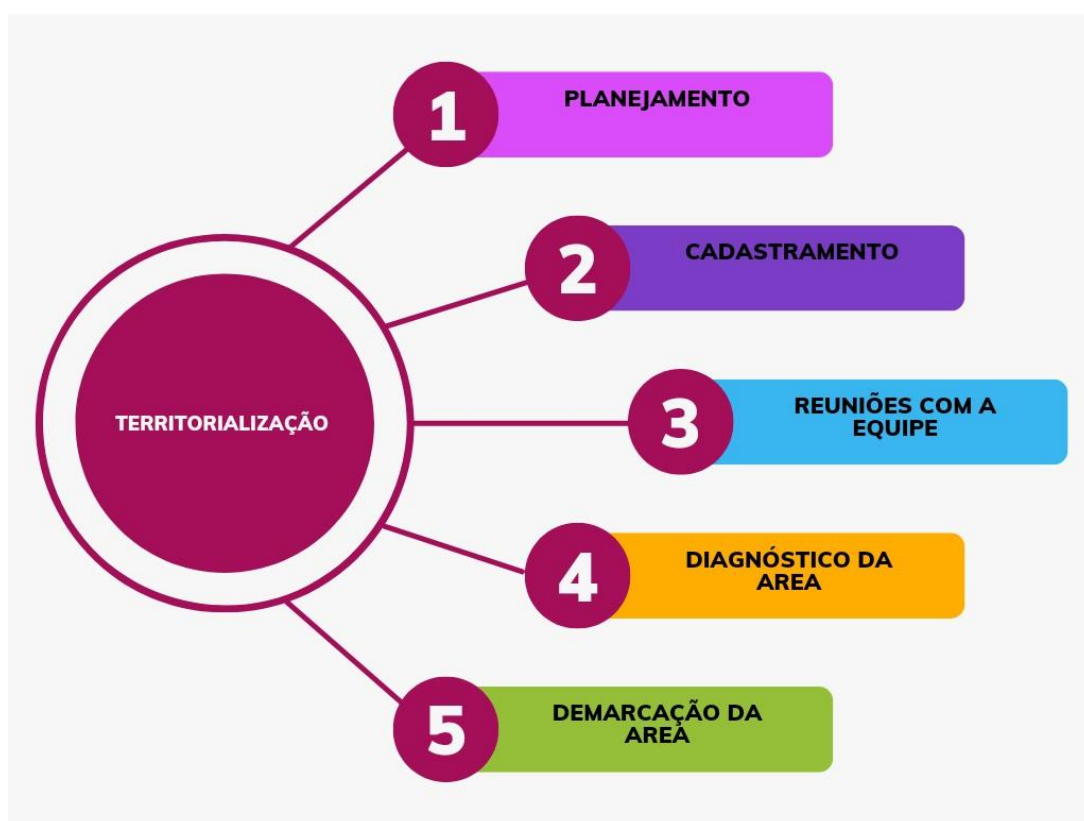 1
PLANEJAMENTO
2
CADASTRAMENTO
TERRITORIALIZAÇÃO
3
REUNIÕES COM A
EQUIPE
4
DIAGNÓSTICO DA
AREA
5
DEMARCAÇÃO DA
AREA